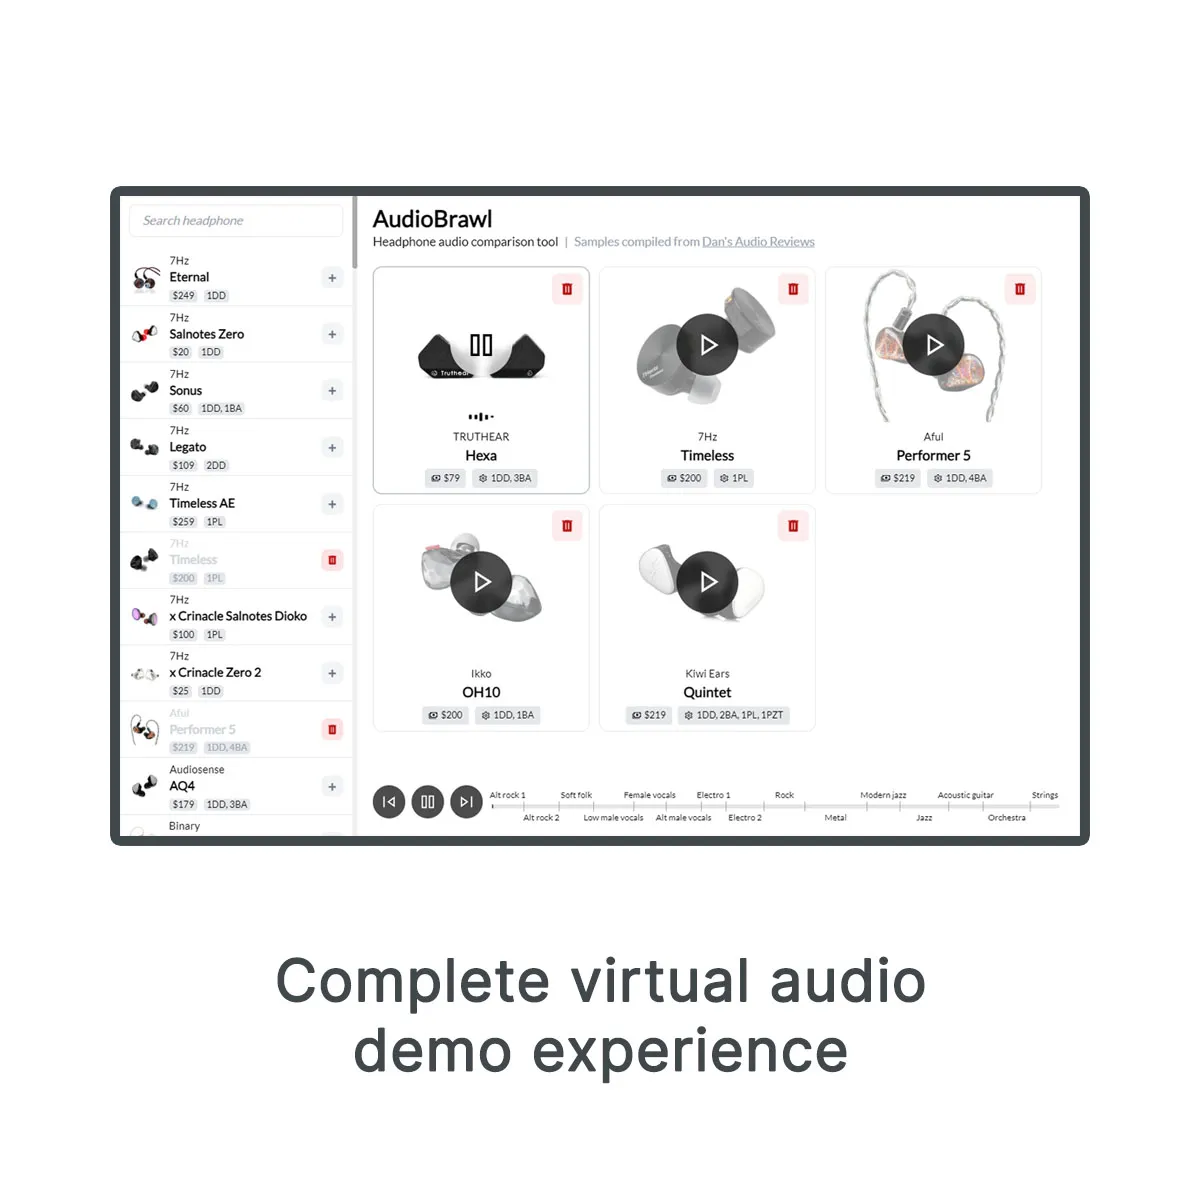 Search headphone
7Hz
Eternal
$249 1DD
7Hz
Salnotes Zero
$20 1DD
7Hz
Sonus
$60 1DD, 1BA
7Hz
Legato
$109 2DD
7Hz
Timeless AE
$259 1PL
7Hz
Timeless
$200 1PL
7Hz
x Crinacle Salnotes Dioko
$100 1PL
7Hz
x Crinacle Zero 2
$25 1DD
Aful
Performer 5
$219 1DD, 4BA
Audiosense
AQ4
$179 1DD, 3BA
Binary
AudioBrawl
Headphone audio comparison tool | Samples compiled from Dan's Audio Reviews
Truthear
TRUTHEAR
Hexa
$79 1DD, 3BA
7Hz
Timeless
$200 1PL
Aful
Performer 5
$219 1DD, 4BA
Ikko
OH10
$200 1DD, 1BA
Kiwi Ears
Quintet
$219 1DD, 2BA, 1PL, 1PZT
Alt rock 1 Soft folk Female vocals Electro 1 Rock Modern jazz Acoustic guitar Strings
Alt rock 2 Low male vocals Alt male vocals Electro 2 Metal Jazz Orchestra
Complete virtual audio
demo experience